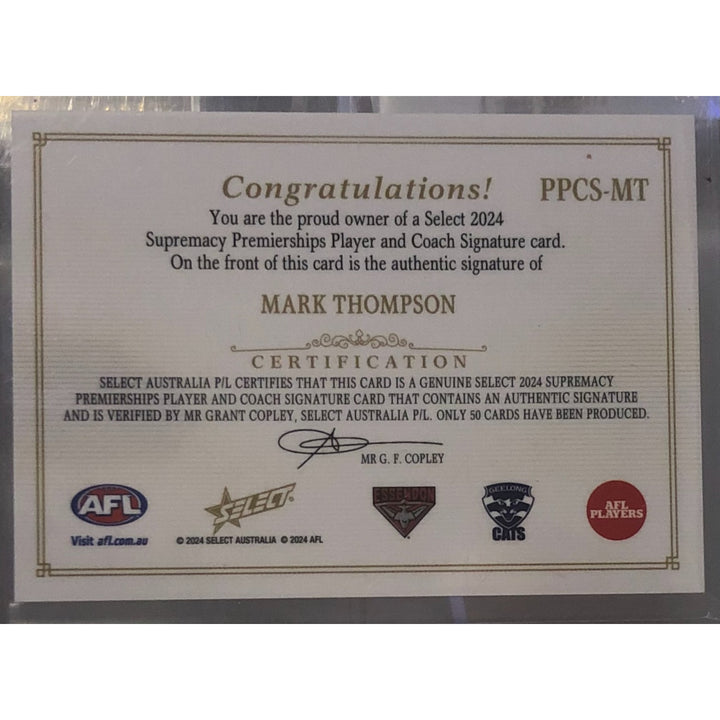 Congratulations! PPCS-MT
You are the proud owner of a Select 2024
Supremacy Premierships Player and Coach Signature card.
On the front of this card is the authentic signature of
MARK THOMPSON
CERTIFICATION
SELECT AUSTRALIA P/L CERTIFIES THAT THIS CARD IS A GENUINE SELECT 2024 SUPREMACY
PREMIERSHIPS PLAYER AND COACH SIGNATURE CARD THAT CONTAINS AN AUTHENTIC SIGNATURE
AND IS VERIFIED BY MR GRANT COPLEY, SELECT AUSTRALIA P/L. ONLY 50 CARDS HAVE BEEN PRODUCED.
MR G. F. COPLEY
AFL
SELECT
ESSENDON
GEELONG
CATS
AFL
PLAYERS
Visit afl.com.au
© 2024 SELECT AUSTRALIA © 2024 AFL